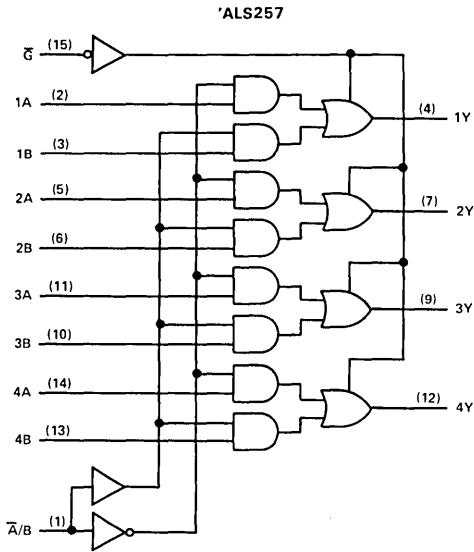 'ALS257
G̅ (15)
1A (2)
(4) 1Y
1B (3)
2A (5)
(7) 2Y
2B (6)
3A (11)
(9) 3Y
3B (10)
4A (14)
(12) 4Y
4B (13)
A̅/B (1)